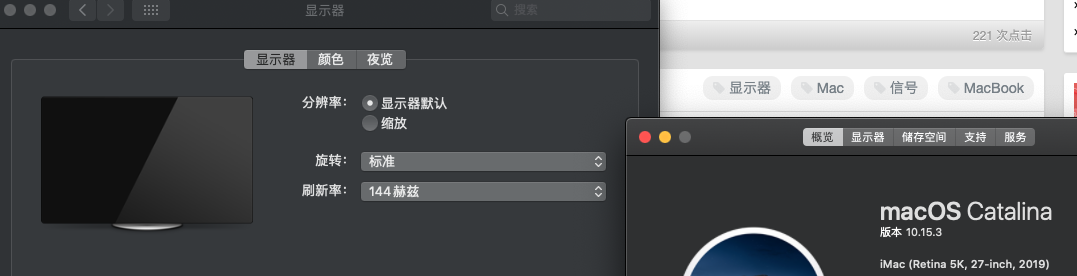 显示器
搜索
221 次点击
显示器 颜色 夜览
显示器 Mac 信号 MacBook
分辨率： 显示器默认
缩放
概览 显示器 储存空间 支持 服务
旋转： 标准
刷新率： 144 赫兹
macOS Catalina
版本 10.15.3
iMac (Retina 5K, 27-inch, 2019)